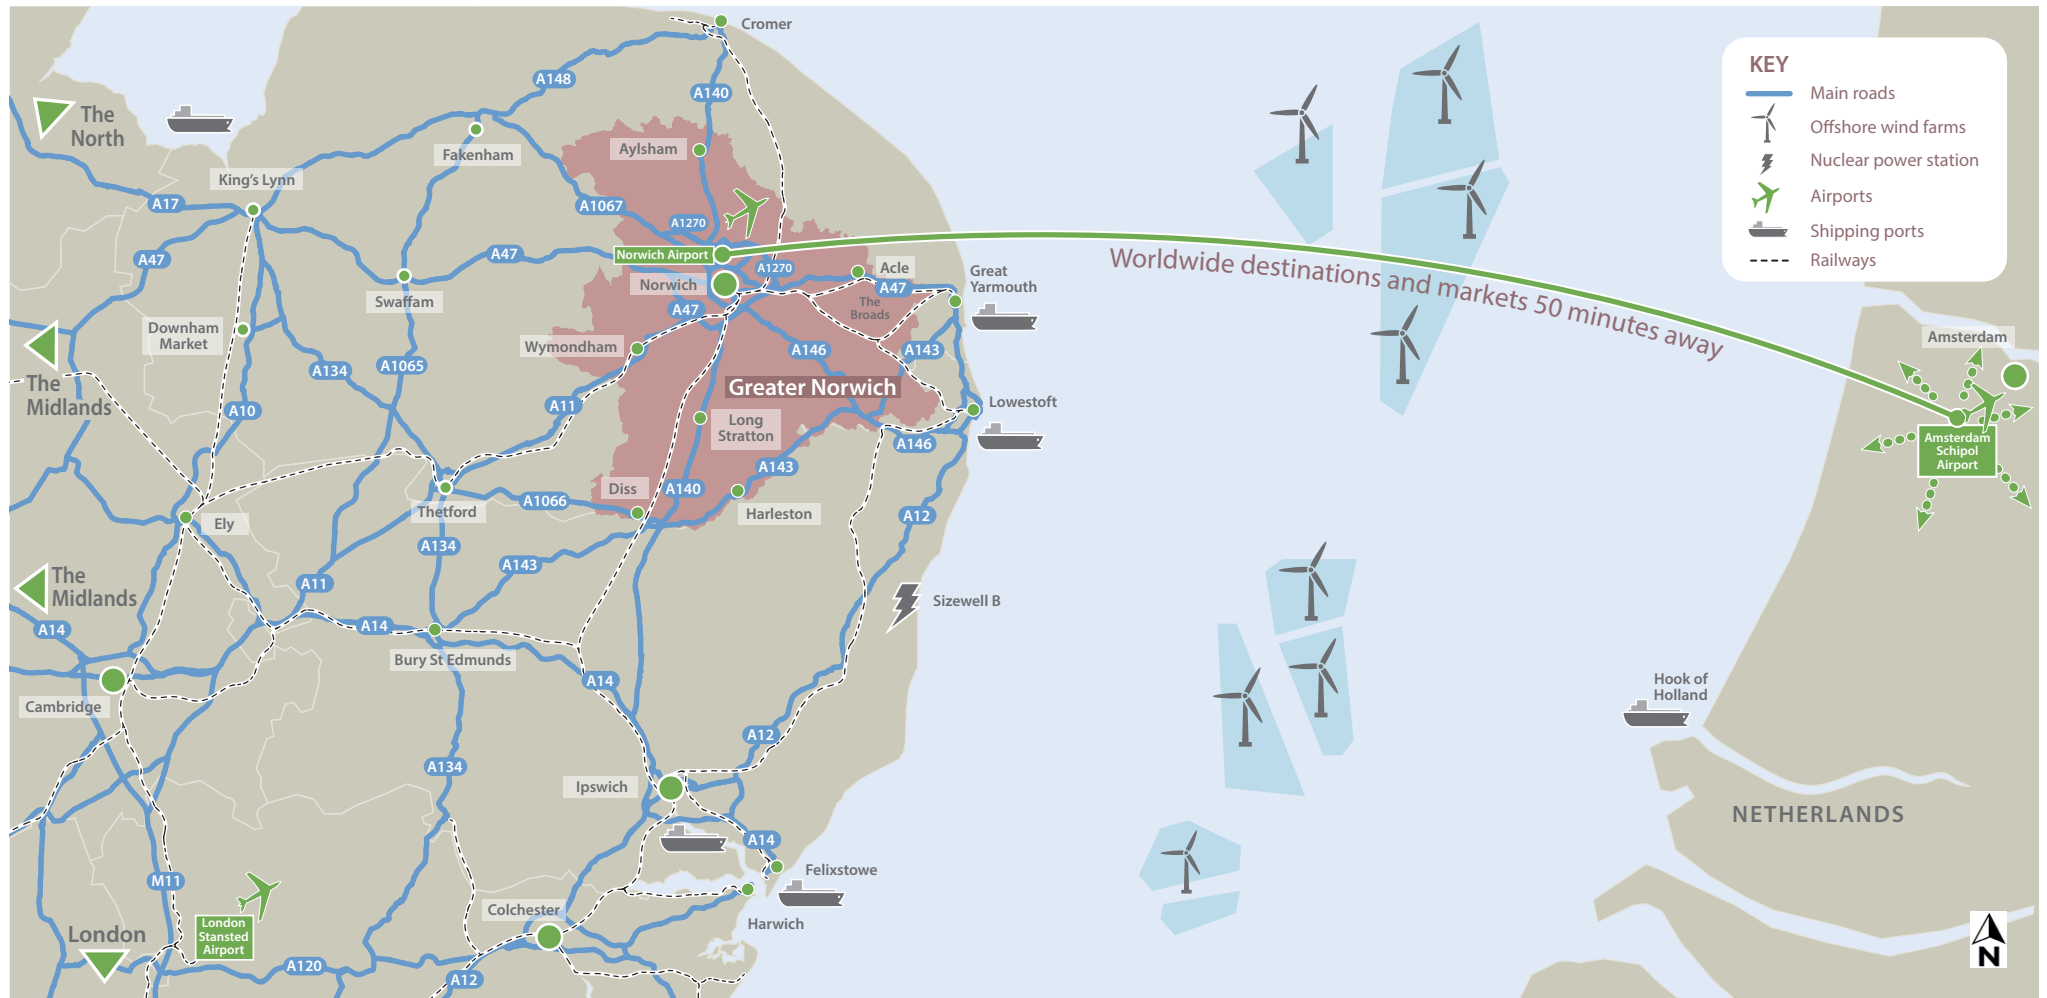 Cromer
KEY
Main roads
Offshore wind farms
Nuclear power station
Airports
Shipping ports
Railways
A148
A140
The
North
Fakenham
Aylsham
King's Lynn
A17
A1067
A1270
A47
A47
Norwich Airport
A1270
Acle
Great
Yarmouth
Worldwide destinations and markets 50 minutes away
Swaffam
Norwich
A47
The
Broads
A47
Downham
Market
Wymondham
A146
A143
Amsterdam
A134
A1065
The
Midlands
Greater Norwich
A10
A11
Lowestoft
Long
Stratton
A146
Amsterdam
Schipol
Airport
A143
Diss
A140
A1066
Thetford
Harleston
A12
Ely
A134
A143
The
Midlands
A11
Sizewell B
A14
A14
Bury St Edmunds
A14
Cambridge
Hook of
Holland
A12
A134
Ipswich
NETHERLANDS
A14
Felixstowe
M11
Colchester
Harwich
London
London
Stansted
Airport
A120
A12
N